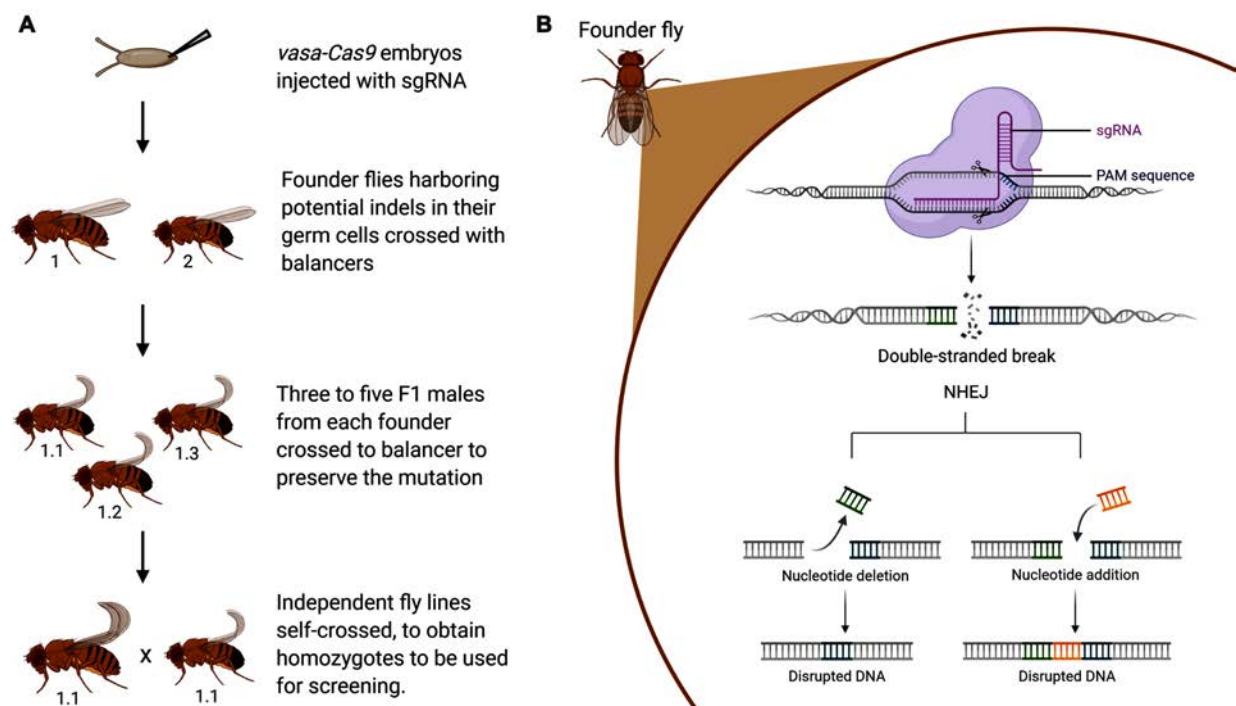 A
vasa-Cas9 embryos
injected with sgRNA
Founder flies harboring
potential indels in their
germ cells crossed with
balancers
1
2
Three to five F1 males
from each founder
crossed to balancer to
preserve the mutation
1.1
1.3
1.2
Independent fly lines
self-crossed, to obtain
homozygotes to be used
for screening.
X
1.1
1.1
B
Founder fly
sgRNA
PAM sequence
Double-stranded break
NHEJ
Nucleotide deletion
Nucleotide addition
Disrupted DNA
Disrupted DNA